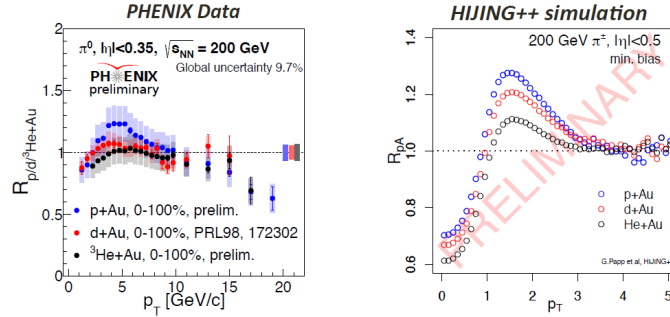 PHENIX Data
π⁰, |η|<0.35, √sNN = 200 GeV
Global uncertainty 9.7%
PH ENIX
preliminary
R p/d/³He+Au
1.5
1
0.5
0
p+Au, 0-100%, prelim.
d+Au, 0-100%, PRL98, 172302
³He+Au, 0-100%, prelim.
0 5 10 15 20
pT [GeV/c]
HIJING++ simulation
200 GeV π±, |η|<0.5
min. bias
PRELIMINARY
RpA
1.4
1.2
1.0
0.8
0.6
p+Au
d+Au
He+Au
G.Papp et al, HIJING+
0 1 2 3 4 5
pT